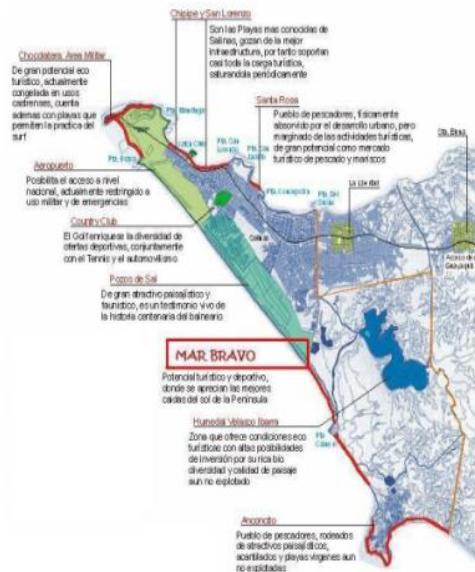 Chipipe y San Lorenzo
Son las Playas mas conocidas de
Salinas, gozan de la mejor
infraestructura, por tanto soportan
casi toda la carga turística,
saturandola periódicamente
Chocolatera, Area Militar
De gran potencial eco
turístico, actualmente
congelada en usos
castrenses, cuenta
ademas con playas que
permiten la practica del
surf
Santa Rosa
Pueblo de pescadores, físicamente
absorvido por el desarrollo urbano, pero
marginado de las actividades turísticas,
de gran potencial como mercado
turístico de pescado y mariscos
Aeropuerto
Posibilita el acceso a nivel
nacional, actualmente restringido a
uso militar y de emergencias
La Libertad
Country Club
El Golf enriquese la diversidad de
ofertas deportivas, conjuntamente
con el Tennis y el automovilismo
Pozos de Sal
De gran atractivo paisajístico y
faunístico, es un testimonio vivo de
la historia centenaria del balneario
MAR BRAVO
Potencial turístico y deportivo,
donde se aprecian las mejores
caidas del sol de la Península
Humedal Velasco Ibarra
Zona que ofrece condiciones eco
turísticas con altas posibilidades
de inversión por su rica bio
diversidad y calidad de paisaje
aun no explotado
Anconcito
Pueblo de pescadores, rodeados
de atractivos paisajísticos,
acantilados y playas virgenes aun
no explotadas